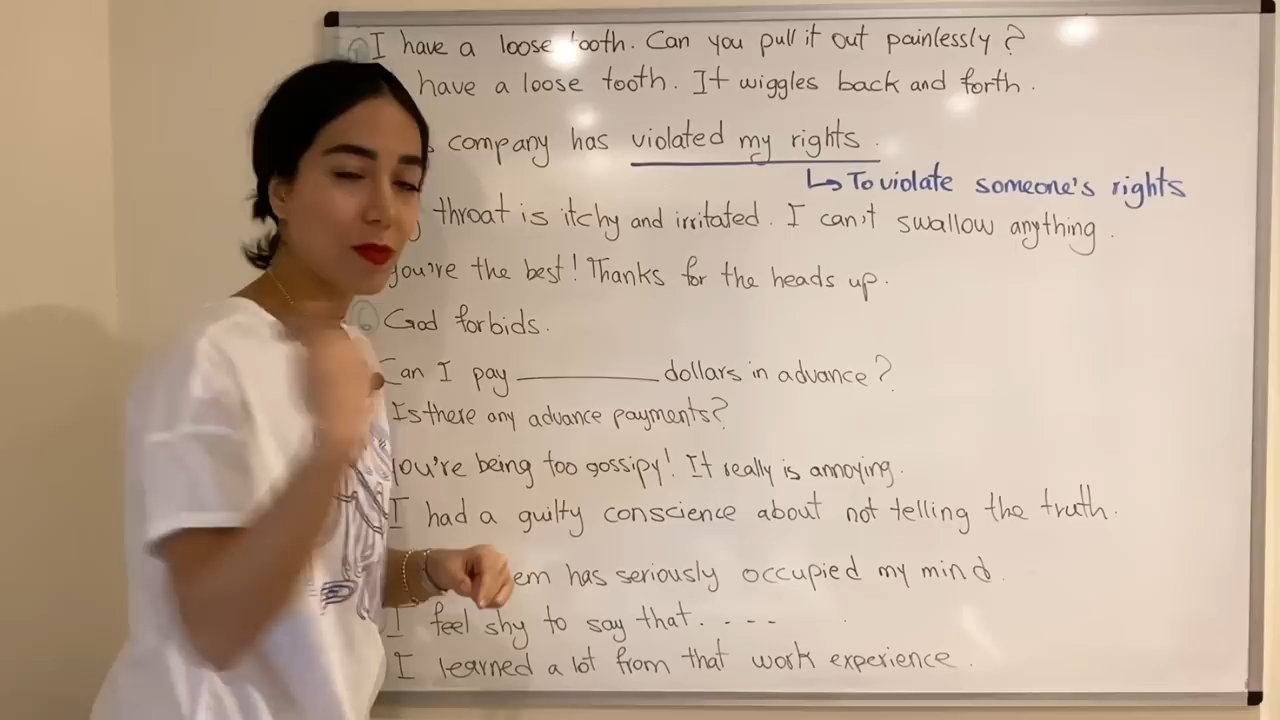 I have a loose tooth. Can you pull it out painlessly?
have a loose tooth. It wiggles back and forth.
company has violated my rights.
↳ To violate someone's rights
throat is itchy and irritated. I can't swallow anything.
you're the best! Thanks for the heads up.
6 God forbids.
Can I pay ________ dollars in advance?
Is there any advance payments?
you're being too gossipy! It really is annoying.
I had a guilty conscience about not telling the truth.
em has seriously occupied my mind.
I feel shy to say that. - - -
I learned a lot from that work experience.